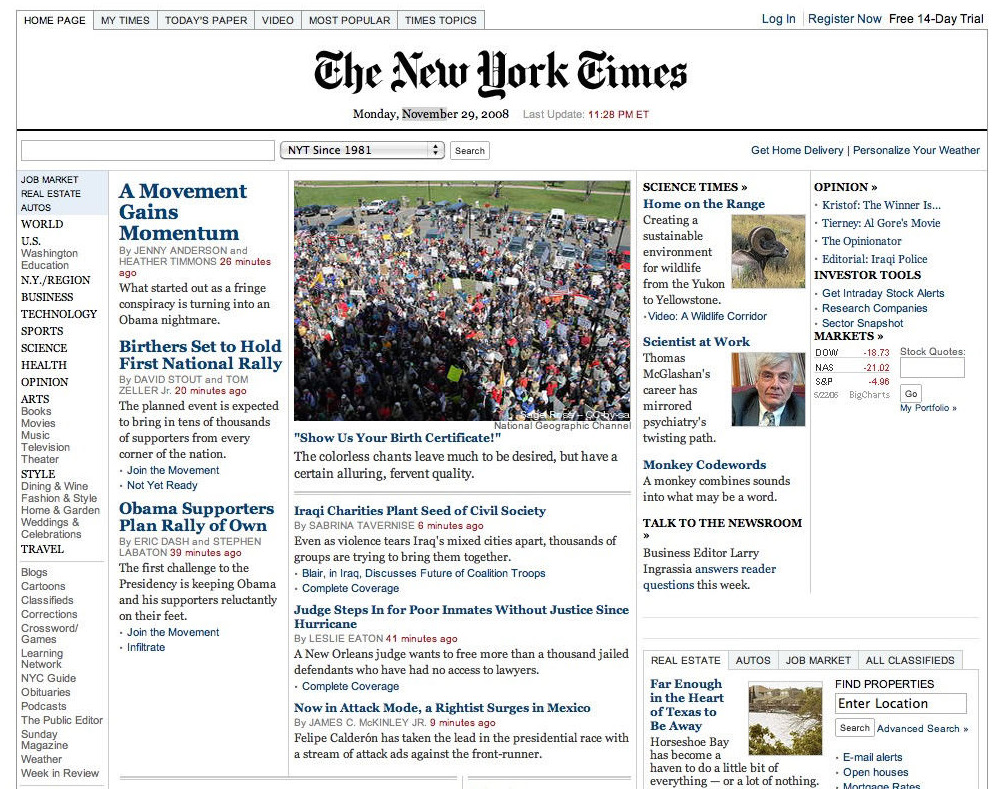 HOME PAGE
MY TIMES
TODAY'S PAPER
VIDEO
MOST POPULAR
TIMES TOPICS
Log In
Register Now
Free 14-Day Trial
The New York Times
Monday, November 29, 2008
Last Update: 11:28 PM ET
NYT Since 1981
Search
Get Home Delivery | Personalize Your Weather
JOB MARKET
REAL ESTATE
AUTOS
WORLD
U.S.
Washington
Education
N.Y./REGION
BUSINESS
TECHNOLOGY
SPORTS
SCIENCE
HEALTH
OPINION
ARTS
Books
Movies
Music
Television
Theater
STYLE
Dining & Wine
Fashion & Style
Home & Garden
Weddings &
Celebrations
TRAVEL
Blogs
Cartoons
Classifieds
Corrections
Crossword/
Games
Learning
Network
NYC Guide
Obituaries
Podcasts
The Public Editor
Sunday
Magazine
Weather
Week in Review
A Movement
Gains
Momentum
By JENNY ANDERSON and
HEATHER TIMMONS 26 minutes
ago
What started out as a fringe
conspiracy is turning into an
Obama nightmare.
Birthers Set to Hold
First National Rally
By DAVID STOUT and TOM
ZELLER Jr. 20 minutes ago
The planned event is expected
to bring in tens of thousands
of supporters from every
corner of the nation.
· Join the Movement
· Not Yet Ready
Obama Supporters
Plan Rally of Own
By ERIC DASH and STEPHEN
LABATON 39 minutes ago
The first challenge to the
Presidency is keeping Obama
and his supporters reluctantly
on their feet.
· Join the Movement
· Infiltrate
CC-by-sa
National Geographic Channel
"Show Us Your Birth Certificate!"
The colorless chants leave much to be desired, but have a
certain alluring, fervent quality.
Iraqi Charities Plant Seed of Civil Society
By SABRINA TAVERNISE 6 minutes ago
Even as violence tears Iraq's mixed cities apart, thousands of
groups are trying to bring them together.
· Blair, in Iraq, Discusses Future of Coalition Troops
· Complete Coverage
Judge Steps In for Poor Inmates Without Justice Since
Hurricane
By LESLIE EATON 41 minutes ago
A New Orleans judge wants to free more than a thousand jailed
defendants who have had no access to lawyers.
· Complete Coverage
Now in Attack Mode, a Rightist Surges in Mexico
By JAMES C. McKINLEY JR. 9 minutes ago
Felipe Calderón has taken the lead in the presidential race with
a stream of attack ads against the front-runner.
SCIENCE TIMES »
Home on the Range
Creating a
sustainable
environment
for wildlife
from the Yukon
to Yellowstone.
· Video: A Wildlife Corridor
Scientist at Work
Thomas
McGlashan's
career has
mirrored
psychiatry's
twisting path.
Monkey Codewords
A monkey combines sounds
into what may be a word.
TALK TO THE NEWSROOM
»
Business Editor Larry
Ingrassia answers reader
questions this week.
OPINION »
· Kristof: The Winner Is...
· Tierney: Al Gore's Movie
· The Opinionator
· Editorial: Iraqi Police
INVESTOR TOOLS
· Get Intraday Stock Alerts
· Research Companies
· Sector Snapshot
MARKETS »
DOW -18.73
NAS -21.02
S&P -4.96
5/22/06 BigCharts
Stock Quotes:
Go
My Portfolio »
REAL ESTATE
AUTOS
JOB MARKET
ALL CLASSIFIEDS
Far Enough
in the Heart
of Texas to
Be Away
Horseshoe Bay
has become a
haven to do a little bit of
everything — or a lot of nothing.
FIND PROPERTIES
Enter Location
Search
Advanced Search »
· E-mail alerts
· Open houses
· Mortgage Rates